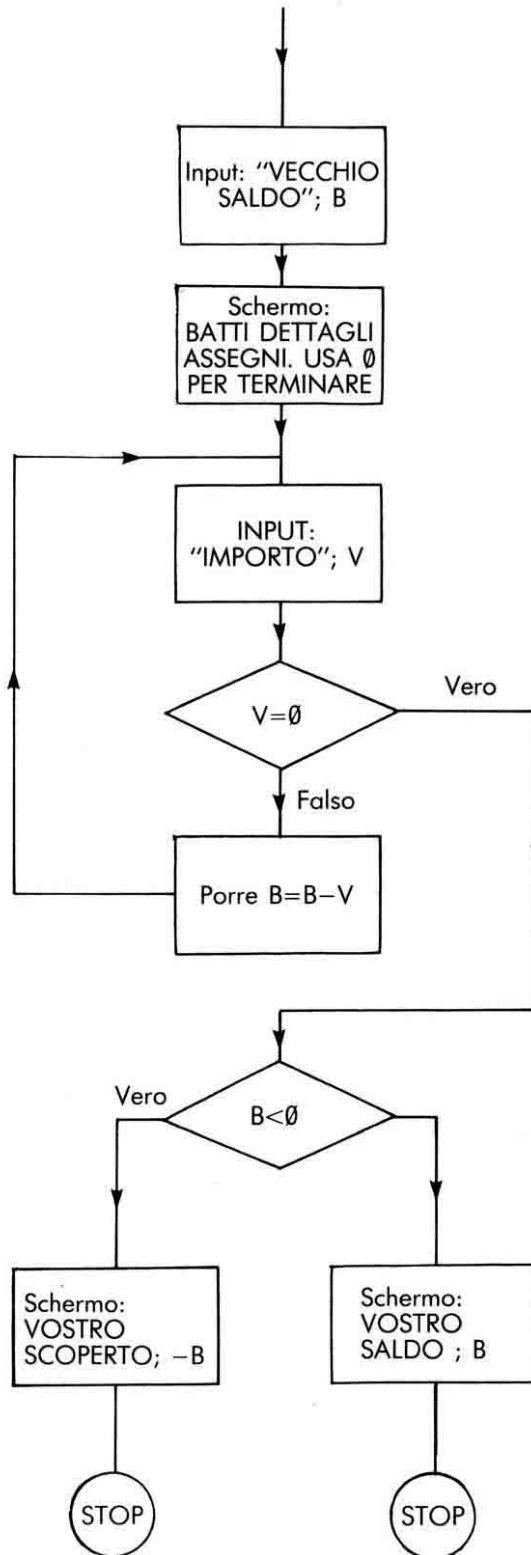 Input: “VECCHIO
SALDO”; B
Schermo:
BATTI DETTAGLI
ASSEGNI. USA Ø
PER TERMINARE
INPUT:
“IMPORTO”; V
V=Ø
Vero
Falso
Porre B=B−V
Vero
B<Ø
Schermo:
VOSTRO
SCOPERTO; −B
Schermo:
VOSTRO
SALDO ; B
STOP
STOP